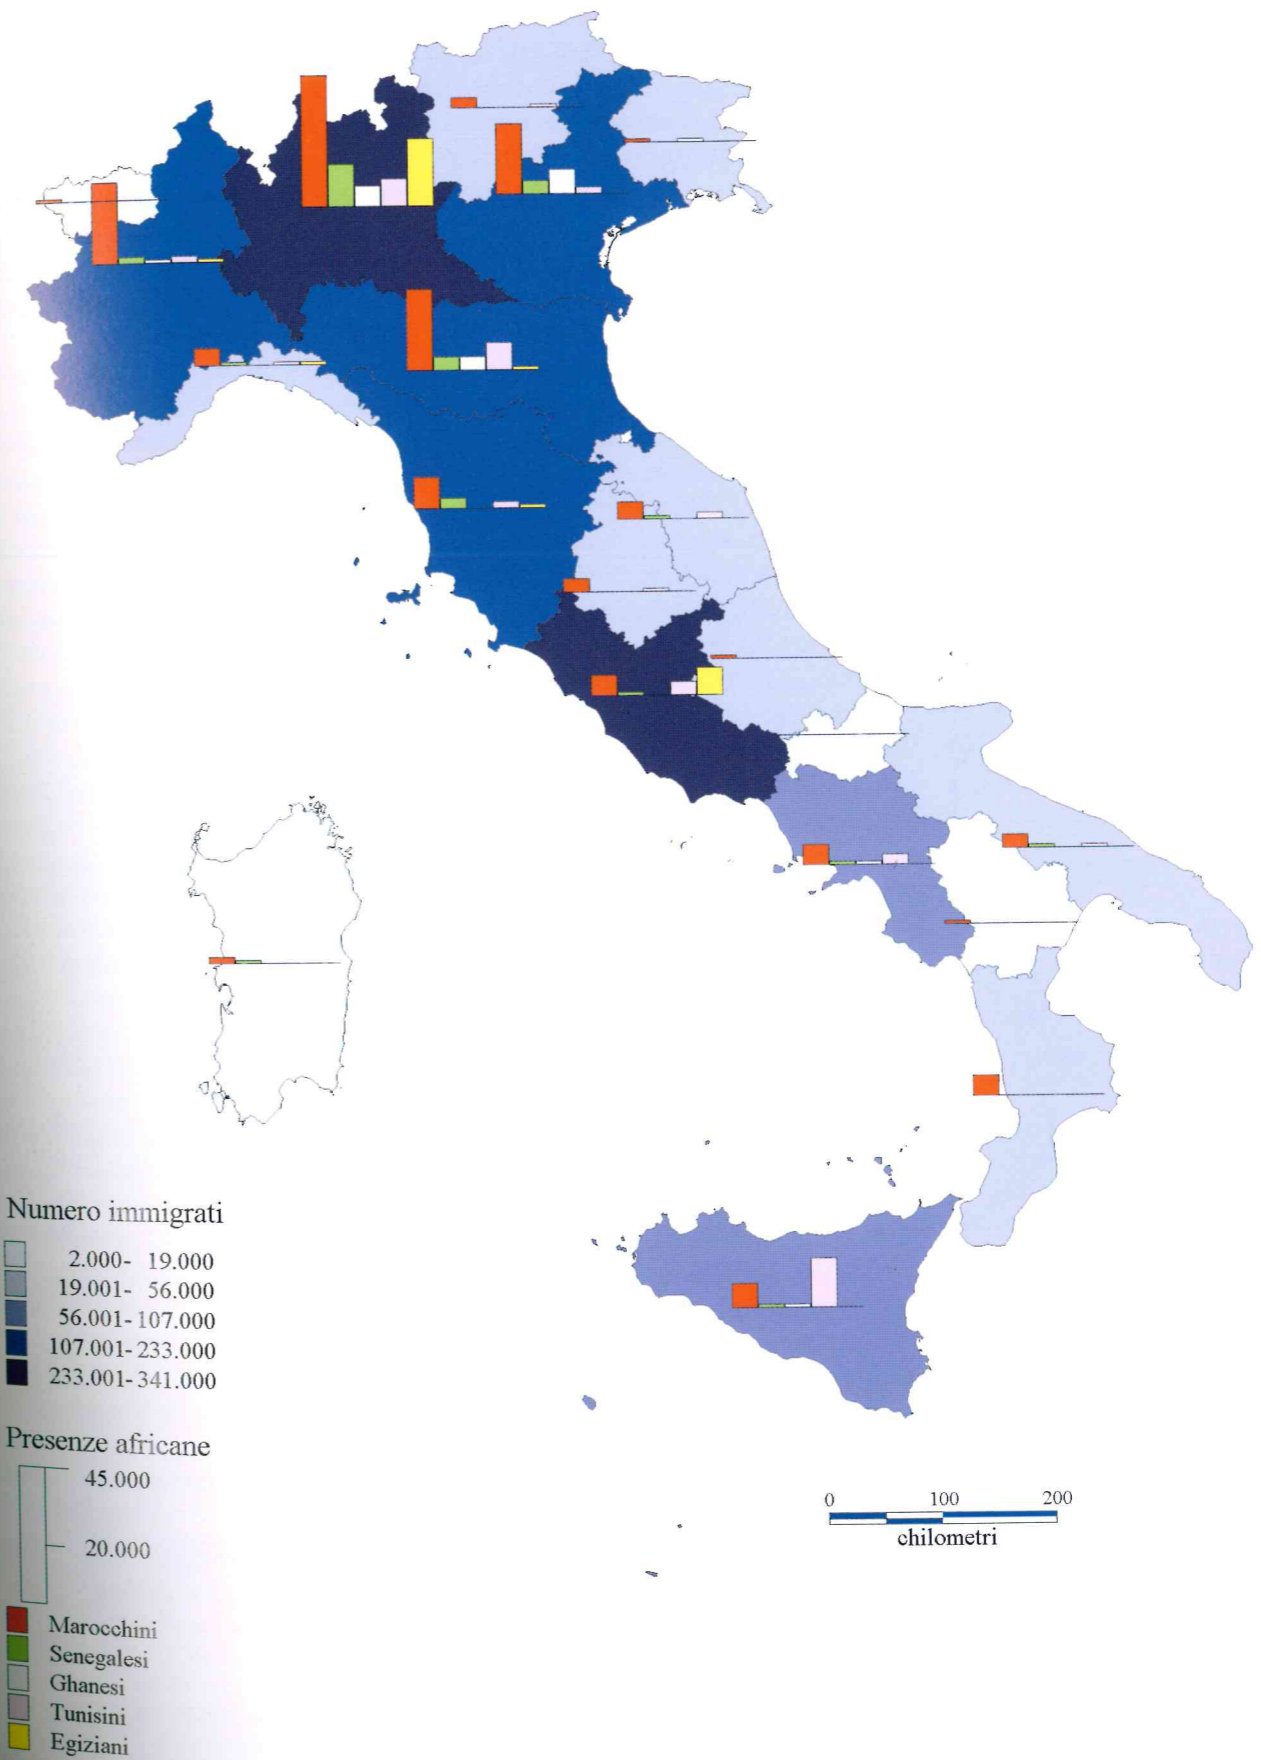 Numero immigrati
2.000- 19.000
19.001- 56.000
56.001- 107.000
107.001- 233.000
233.001- 341.000
Presenze africane
45.000
20.000
Marocchini
Senegalesi
Ghanesi
Tunisini
Egiziani
0 100 200
chilometri